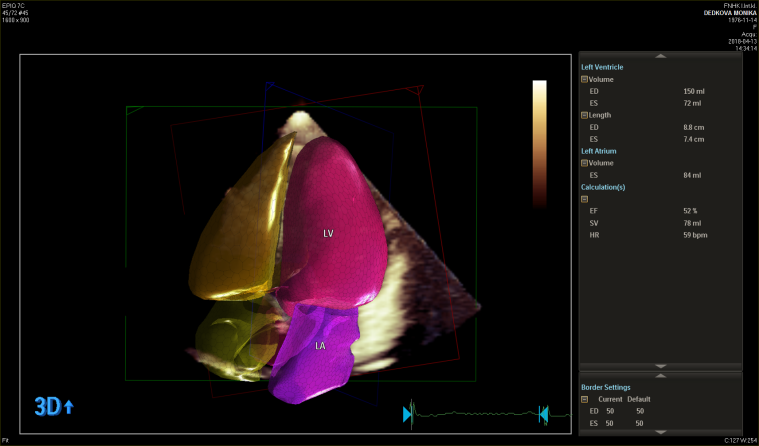 EPIQ 7C
45/72 #45
1600 x 900
DEDKOVA MONIKA
1976-11-14
F
Acqu.
2018-04-13
14:34:14
Left Ventricle
Volume
ED 150 ml
ES 72 ml
Length
ED 8.8 cm
ES 7.4 cm
Left Atrium
Volume
ES 84 ml
Calculation(s)
EF 52 %
SV 78 ml
HR 59 bpm
LV
LA
3D
Border Settings
Current Default
ED 50 50
ES 50 50
Fit
C:127 W:254